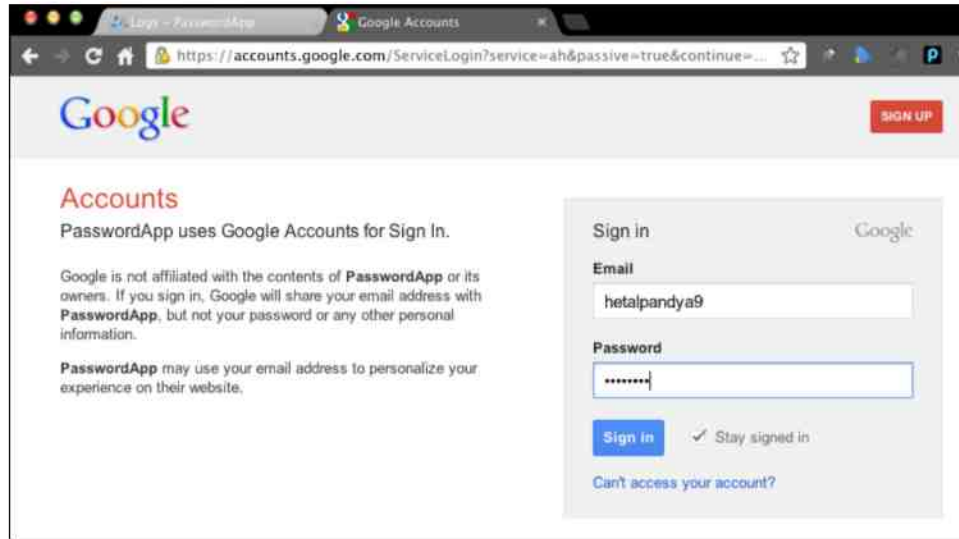 Logs - PasswordApp
Google Accounts
https://accounts.google.com/ServiceLogin?service=ah&passive=true&continue=...
Google
SIGN UP
Accounts
PasswordApp uses Google Accounts for Sign In.
Google is not affiliated with the contents of PasswordApp or its
owners. If you sign in, Google will share your email address with
PasswordApp, but not your password or any other personal
information.
PasswordApp may use your email address to personalize your
experience on their website.
Sign in
Google
Email
hetalpandya9
Password
••••••••
Sign in
Stay signed in
Can't access your account?